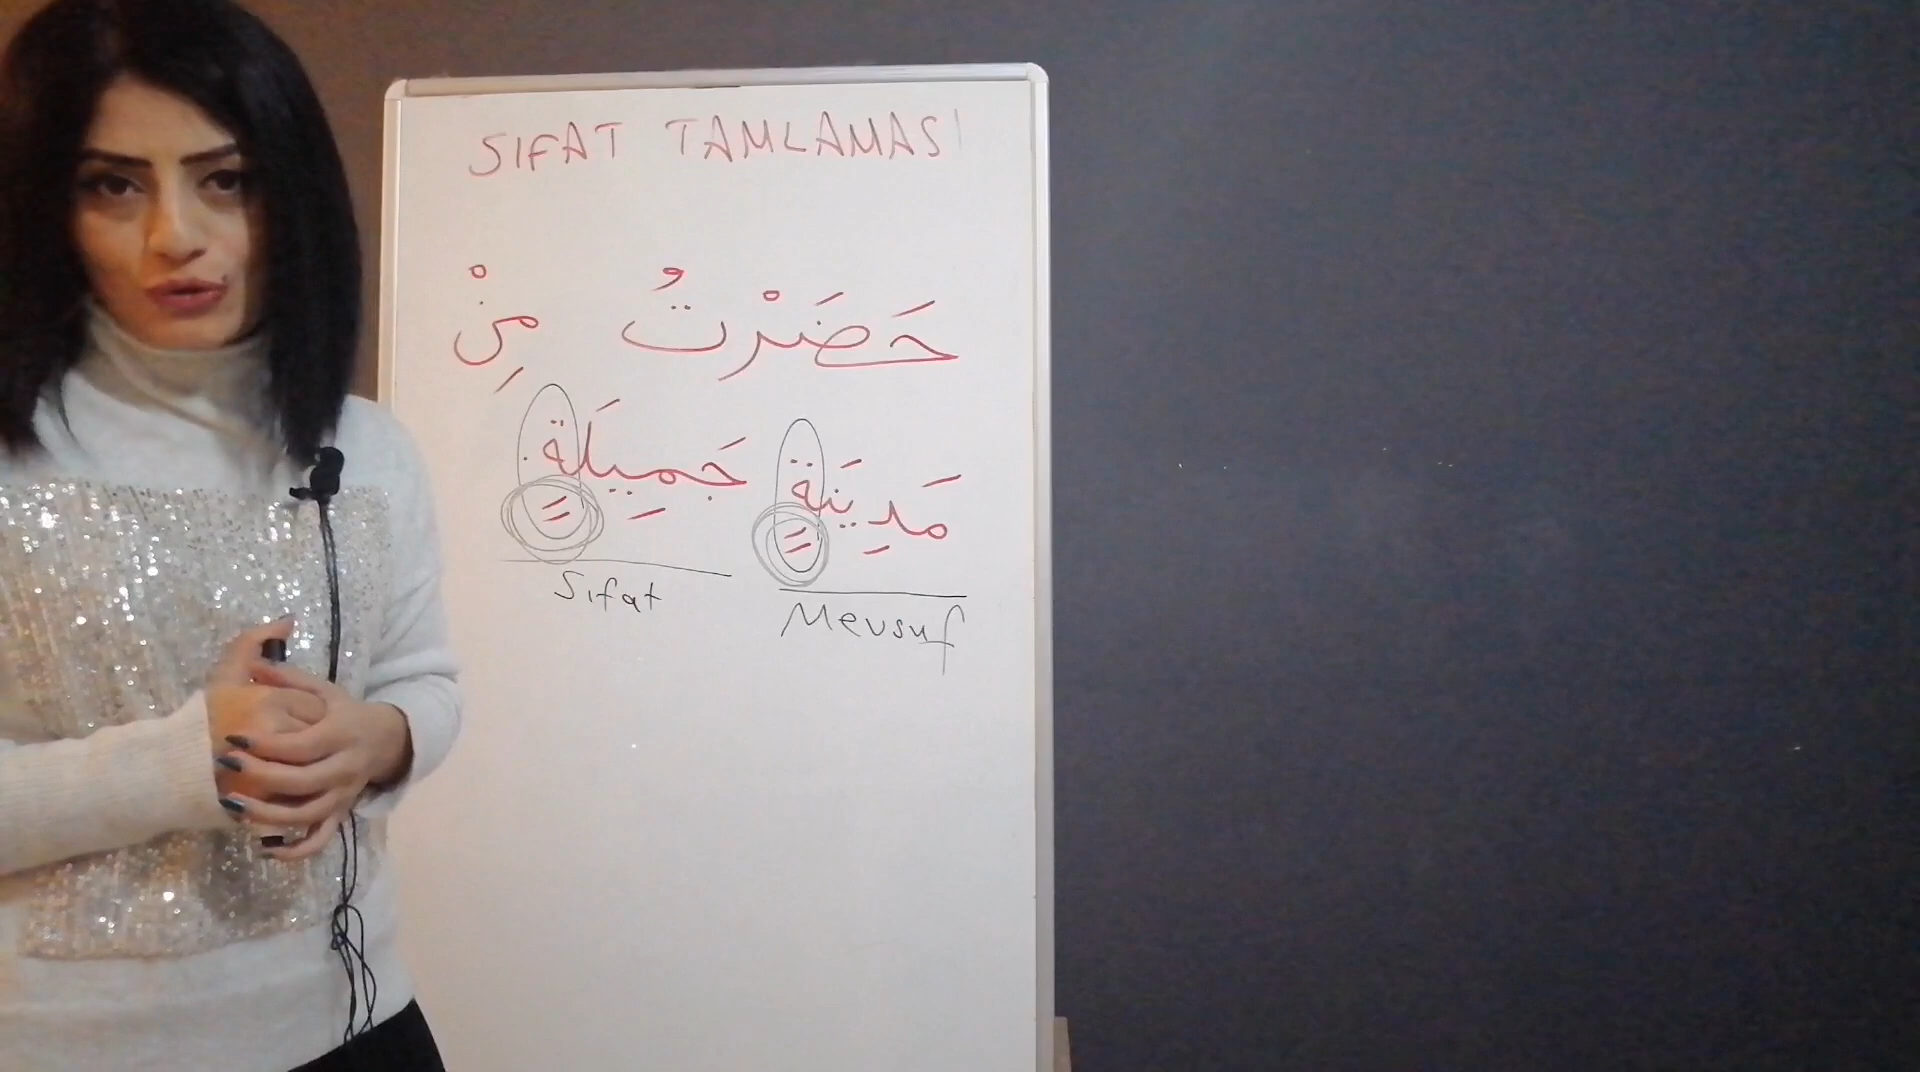 SIFAT TAMLAMASI
حَضَرْتُ مِنْ
مَدِينَةٍ جَمِيلَةٍ
Mevsuf Sıfat